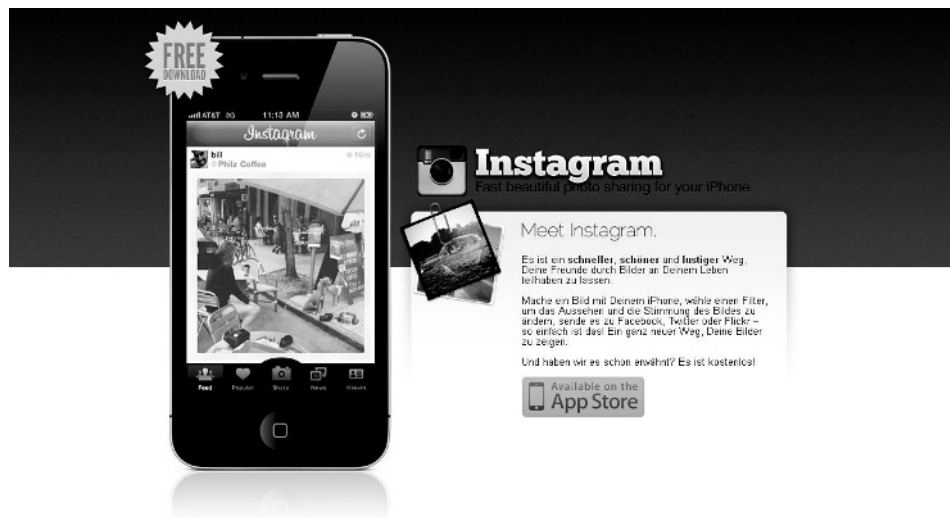 FREE
DOWNLOAD
AT&T 3G 11:13 AM
Instagram
bil
Philz Coffee
Feed Popular Share News
Instagram
Fast beautiful photo sharing for your iPhone.
Meet Instagram.
Es ist ein schneller, schöner und lustiger Weg,
Deine Freunde durch Bilder an Deinem Leben
teilhaben zu lassen.
Mache ein Bild mit Deinem iPhone, wähle einen Filter,
um das Aussehen und die Stimmung des Bildes zu
ändern, sende es zu Facebook, Twitter oder Flickr –
so einfach ist das! Ein ganz neuer Weg, Deine Bilder
zu zeigen.
Und haben wir es schon erwähnt? Es ist kostenlos!
Available on the
App Store